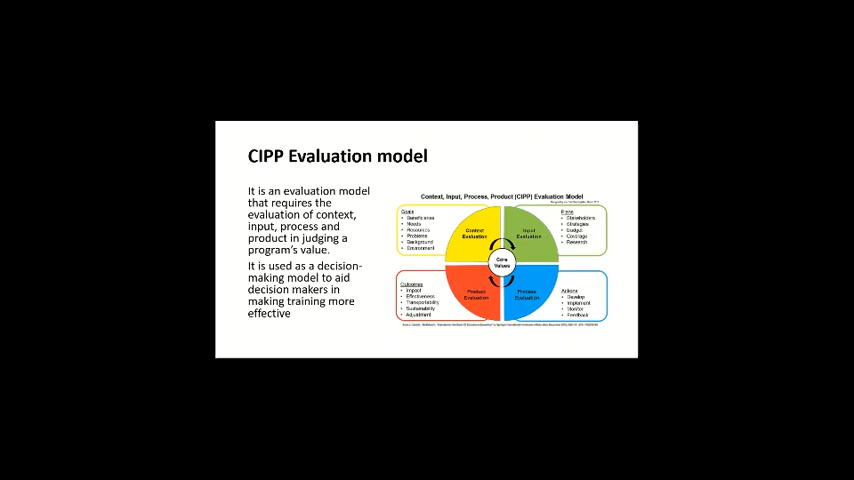 CIPP Evaluation model
It is an evaluation model
that requires the
evaluation of context,
input, process and
product in judging a
program's value.
It is used as a decision-
making model to aid
decision makers in
making training more
effective
Context, Input, Process, Product (CIPP) Evaluation Model
Goals
• Beneficiaries
• Needs
• Resources
• Problems
• Background
• Environment
Context
Evaluation
Input
Evaluation
Plans
• Stakeholders
• Strategies
• Budget
• Coverage
• Research
Core
Values
Outcomes
• Impact
• Effectiveness
• Transportability
• Sustainability
• Adjustment
Product
Evaluation
Process
Evaluation
Actions
• Develop
• Implement
• Monitor
• Feedback